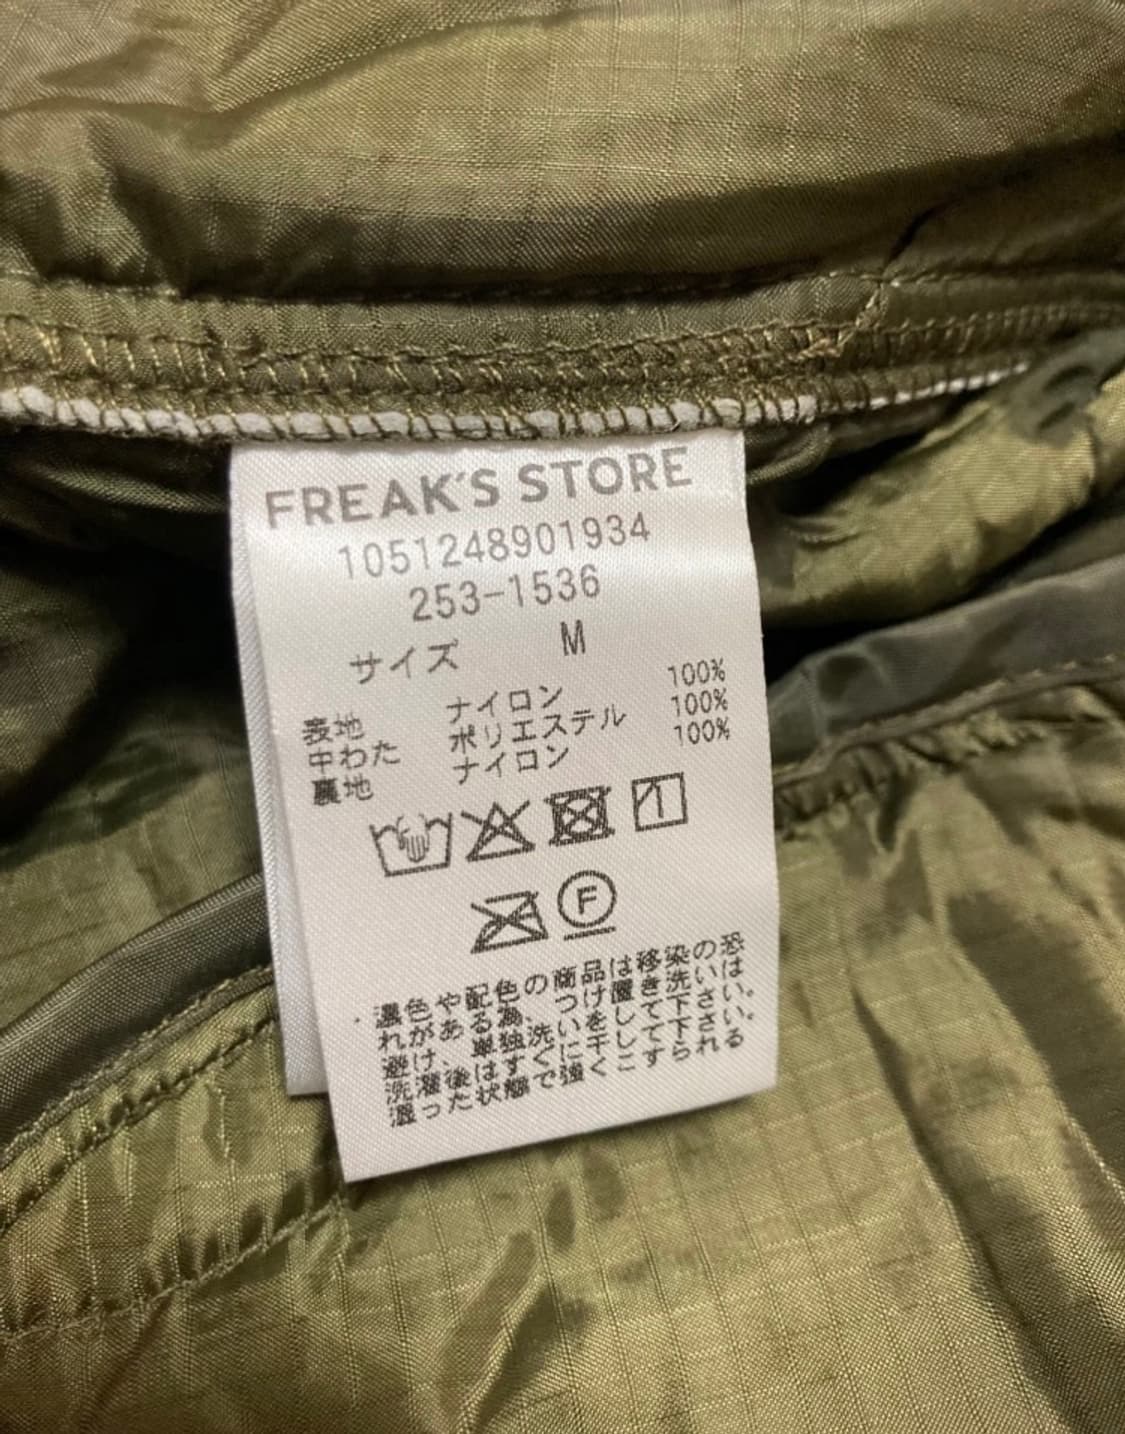 FREAK'S STORE
1051248901934
253-1536
サイズ M
表地 ナイロン 100%
中わた ポリエステル 100%
裏地 ナイロン 100%
F
・濃色や配色の商品は移染の恐
れがある為、つけ置き洗いは
避け、単独洗いをして下さい。
洗濯後はすぐに干して下さい。
湿った状態で強くこすられる